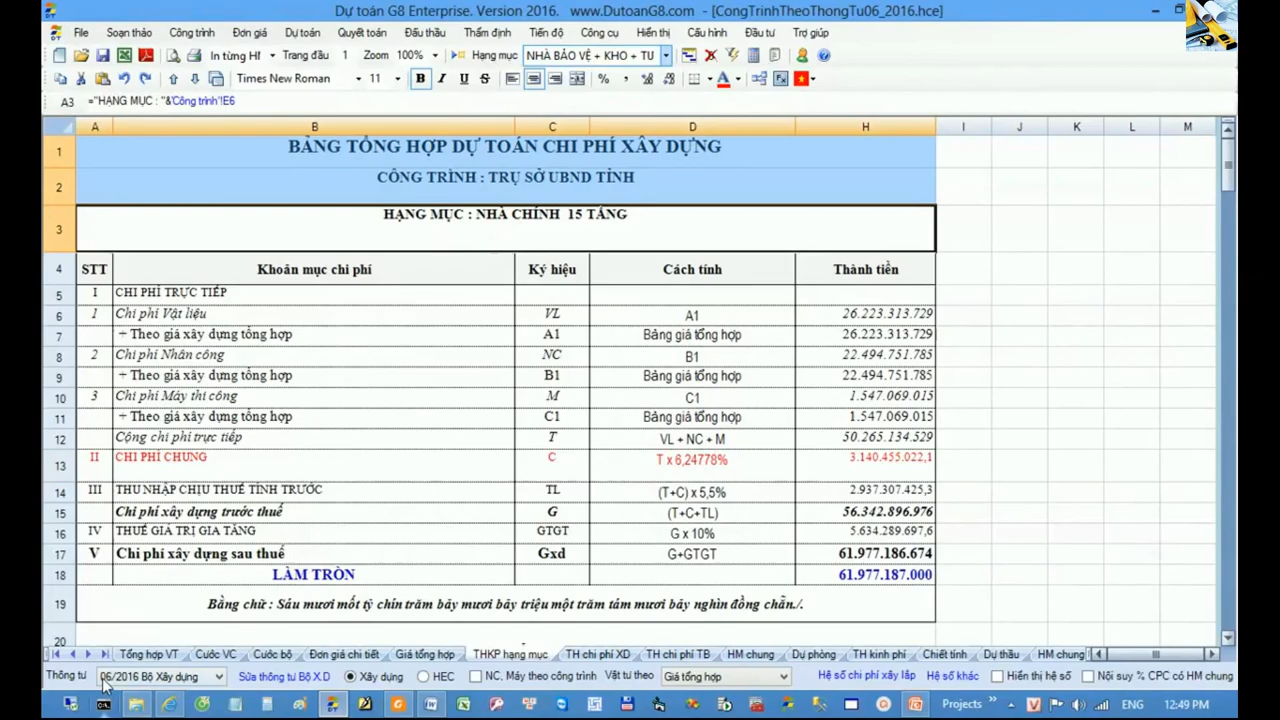 Dự toán G8 Enterprise. Version 2016. www.DutoanG8.com - [CongTrinhTheoThongTu06_2016.hce]
File Soạn thảo Công trình Đơn giá Dự toán Quyết toán Đấu thầu Thẩm định Tiến độ Công cụ Hiển thị Cấu hình Đầu tư Trợ giúp
In từng Hf Trang đầu 1 Zoom 100% Hạng mục NHÀ BẢO VỆ + KHO + TU
Times New Roman 11 B I U S %
A3 ="HẠNG MỤC : "&'Công trình'!E6
A B C D H I J K L M
1 BẢNG TỔNG HỢP DỰ TOÁN CHI PHÍ XÂY DỰNG
2 CÔNG TRÌNH : TRỤ SỞ UBND TỈNH
3 HẠNG MỤC : NHÀ CHÍNH 15 TẦNG
4 STT Khoản mục chi phí Ký hiệu Cách tính Thành tiền
5 I CHI PHÍ TRỰC TIẾP
6 1 Chi phí Vật liệu VL A1 26.223.313.729
7 + Theo giá xây dựng tổng hợp A1 Bảng giá tổng hợp 26.223.313.729
8 2 Chi phí Nhân công NC B1 22.494.751.785
9 + Theo giá xây dựng tổng hợp B1 Bảng giá tổng hợp 22.494.751.785
10 3 Chi phí Máy thi công M C1 1.547.069.015
11 + Theo giá xây dựng tổng hợp C1 Bảng giá tổng hợp 1.547.069.015
12 Cộng chi phí trực tiếp T VL + NC + M 50.265.134.529
13 II CHI PHÍ CHUNG C T x 6,24778% 3.140.455.022,1
14 III THU NHẬP CHỊU THUẾ TÍNH TRƯỚC TL (T+C) x 5,5% 2.937.307.425,3
15 Chi phí xây dựng trước thuế G (T+C+TL) 56.342.896.976
16 IV THUẾ GIÁ TRỊ GIA TĂNG GTGT G x 10% 5.634.289.697,6
17 V Chi phí xây dựng sau thuế Gxd G+GTGT 61.977.186.674
18 LÀM TRÒN 61.977.187.000
19 Bằng chữ : Sáu mươi mốt tỷ chín trăm bảy mươi bảy triệu một trăm tám mươi bảy nghìn đồng chẵn./.
20
Tổng hợp VT Cước VC Cước bộ Đơn giá chi tiết Giá tổng hợp THKP hạng mục TH chi phí XD TH chi phí TB HM chung Dự phòng TH kinh phí Chiết tính Dự thầu HM chung
Thông tư 06/2016 Bộ Xây dựng Sửa thông tư Bộ X.D Xây dựng HEC NC, Máy theo công trình Vật tư theo Giá tổng hợp Hệ số chi phí xây lắp Hệ số khác Hiển thị hệ số Nội suy % CPC có HM chung
Projects ENG 12:49 PM